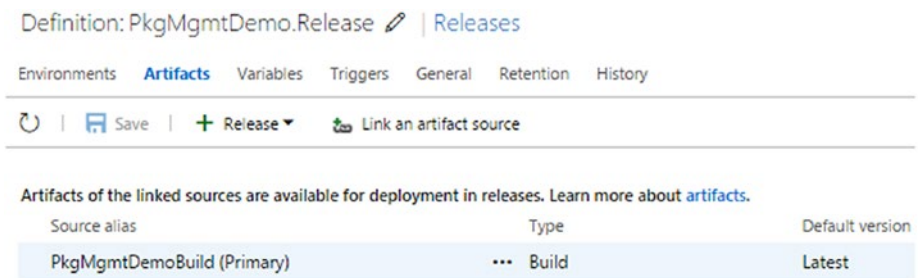 Definition: PkgMgmtDemo.Release | Releases
Environments Artifacts Variables Triggers General Retention History
Save | + Release Link an artifact source
Artifacts of the linked sources are available for deployment in releases. Learn more about artifacts.
Source alias Type Default version
PkgMgmtDemoBuild (Primary) ... Build Latest